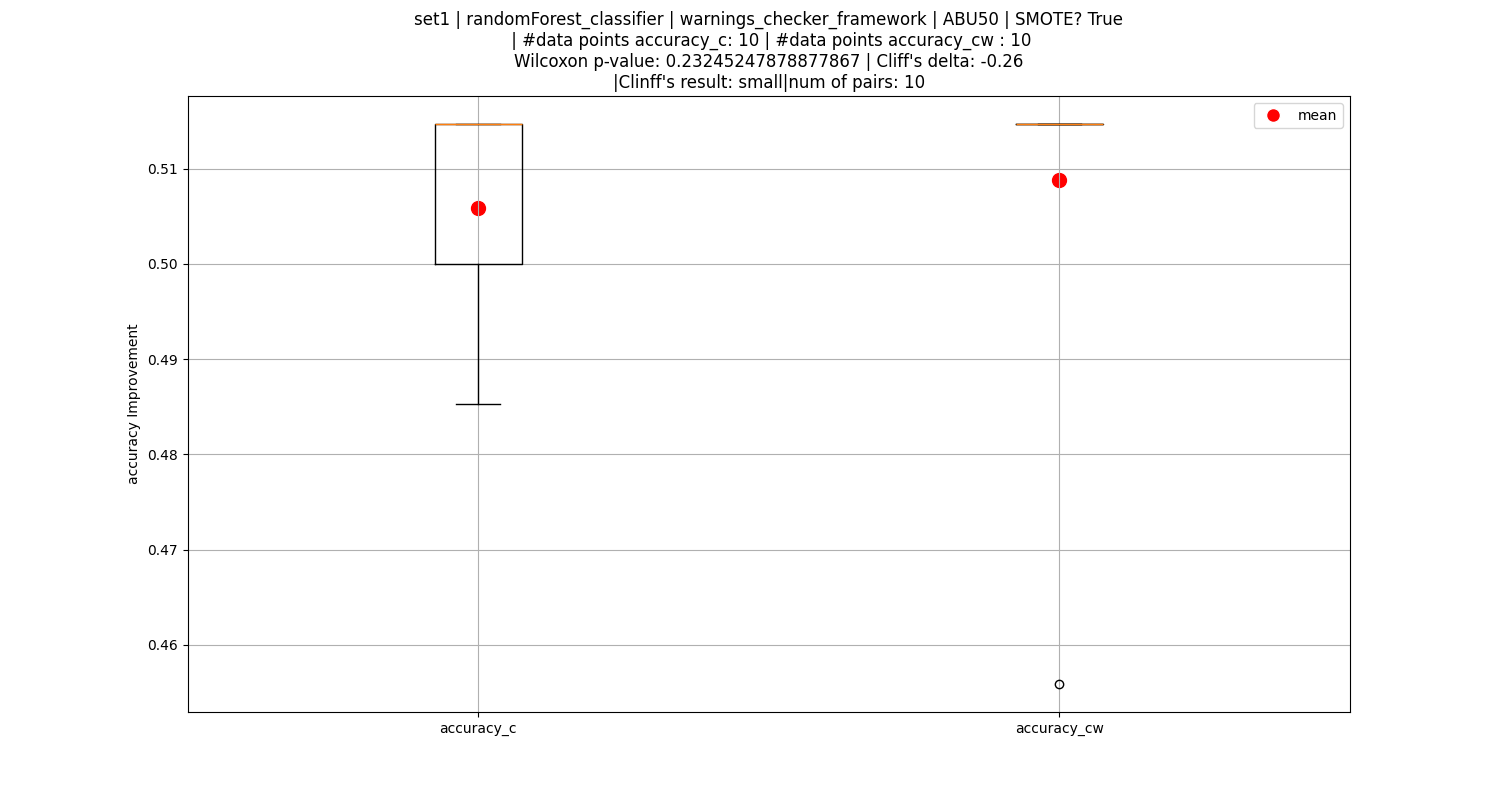 set1 | randomForest_classifier | warnings_checker_framework | ABU50 | SMOTE? True
| #data points accuracy_c: 10 | #data points accuracy_cw : 10
Wilcoxon p-value: 0.23245247878877867 | Cliff's delta: -0.26
|Clinff's result: small|num of pairs: 10
mean
0.51
0.50
0.49
0.48
0.47
0.46
accuracy Improvement
accuracy_c
accuracy_cw